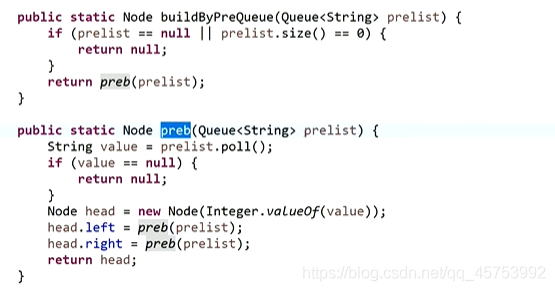 public static Node buildByPreQueue(Queue<String> prelist) {
    if (prelist == null || prelist.size() == 0) {
        return null;
    }
    return preb(prelist);
}

public static Node preb(Queue<String> prelist) {
    String value = prelist.poll();
    if (value == null) {
        return null;
    }
    Node head = new Node(Integer.valueOf(value));
    head.left = preb(prelist);
    head.right = preb(prelist);
    return head;
}
https://blog.csdn.net/qq_45753992